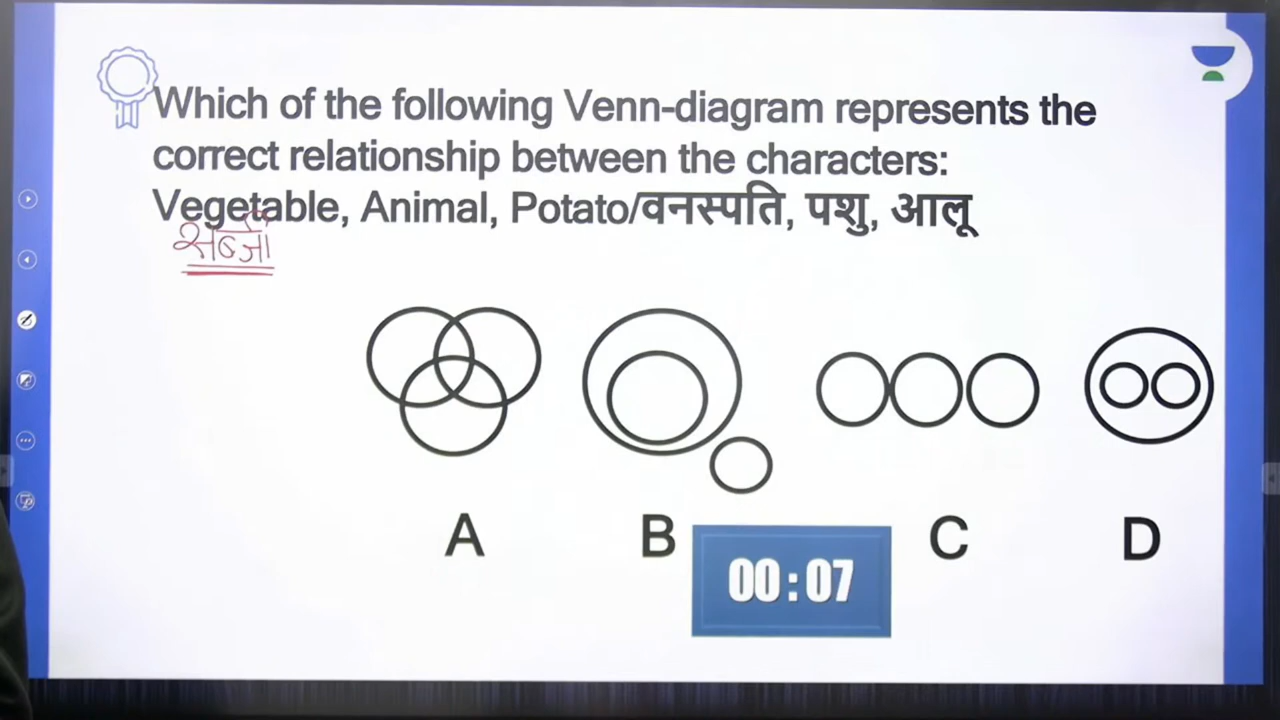 Which of the following Venn-diagram represents the
correct relationship between the characters:
Vegetable, Animal, Potato/वनस्पति, पशु, आलू
सब्जी
A
B
C
D
00:07